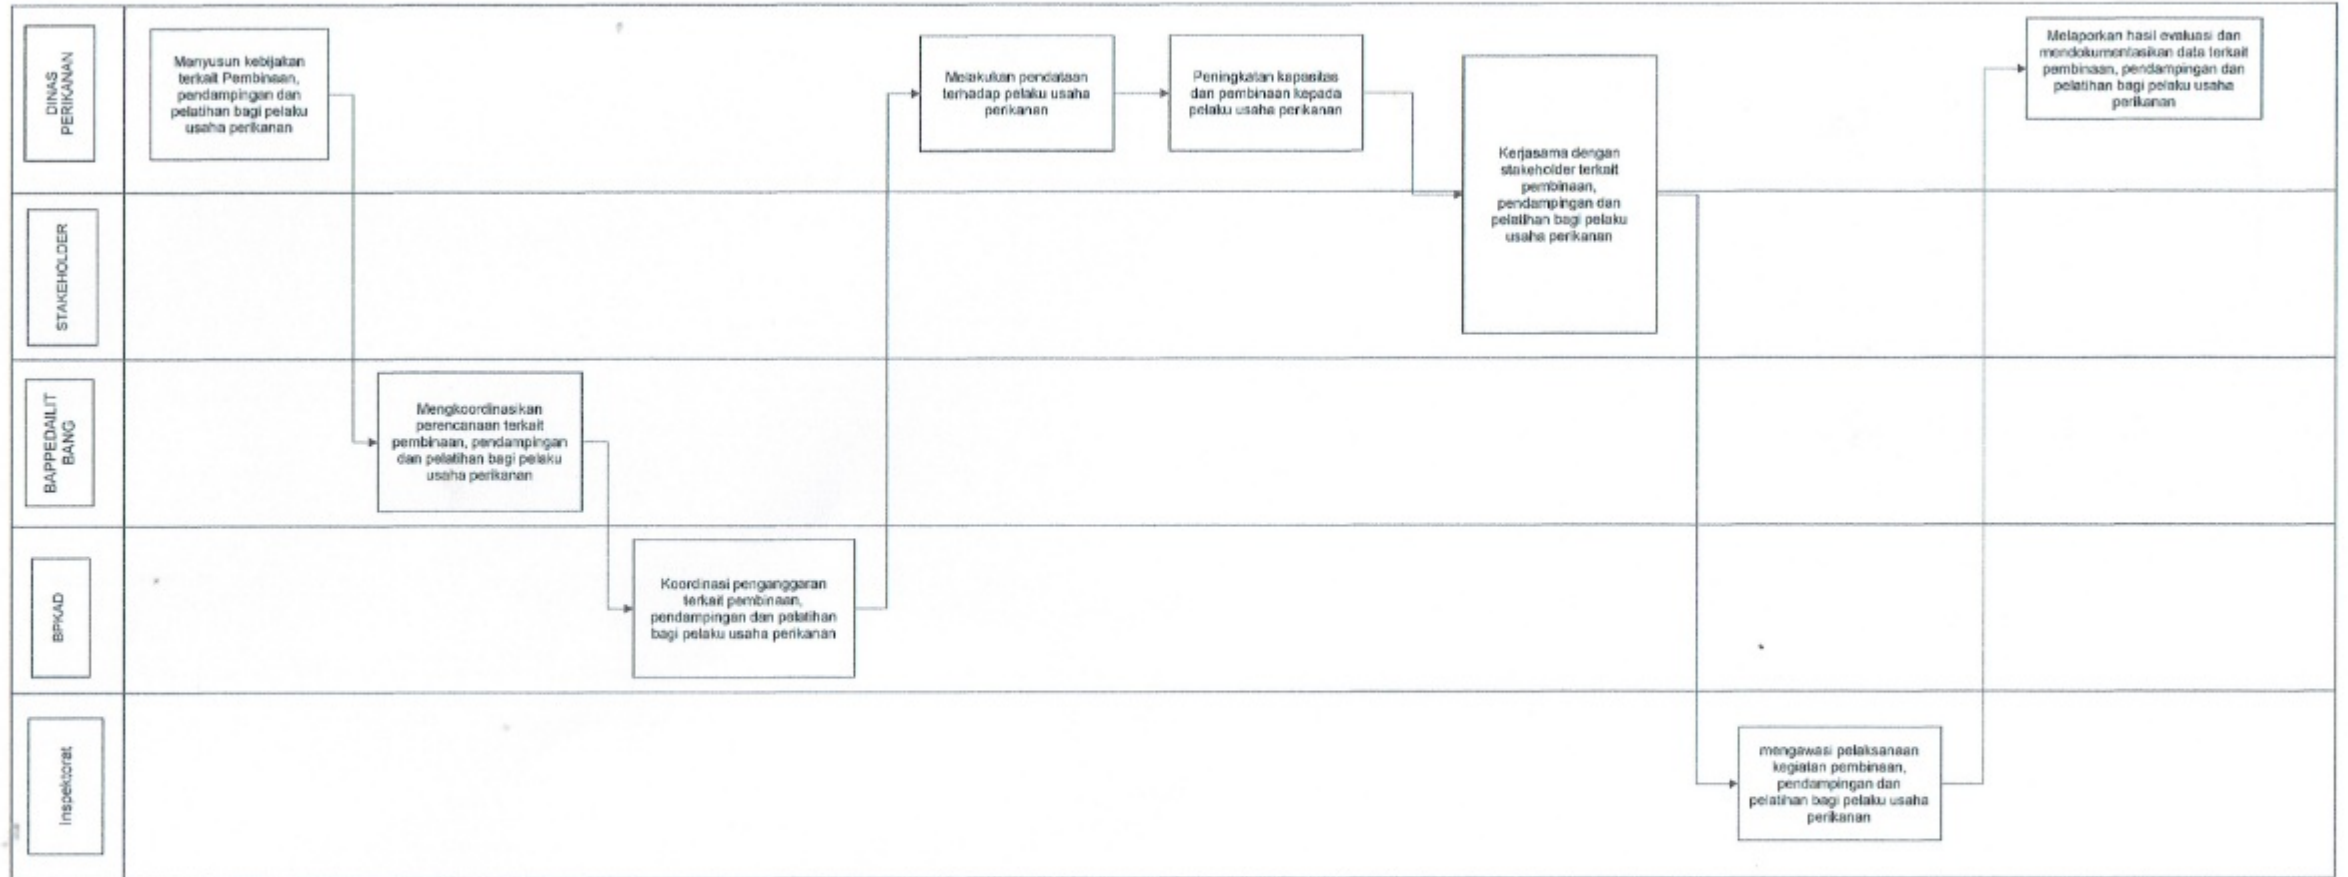 DINAS
PERIKANAN
Menyusun kebijakan
terkait Pembinaan,
pendampingan dan
pelatihan bagi pelaku
usaha perikanan
Melakukan pendataan
terhadap pelaku usaha
perikanan
Peningkatan kapasitas
dan pembinaan kepada
pelaku usaha perikanan
Kerjasama dengan
stakeholder terkait
pembinaan,
pendampingan dan
pelatihan bagi pelaku
usaha perikanan
Melaporkan hasil evaluasi dan
mendokumentasikan data terkait
pembinaan, pendampingan dan
pelatihan bagi pelaku usaha
perikanan
STAKEHOLDER
BAPPEDAILIT
BANG
Mengkoordinasikan
perencanaan terkait
pembinaan, pendampingan
dan pelatihan bagi pelaku
usaha perikanan
BPKAD
Koordinasi penganggaran
terkait pembinaan,
pendampingan dan pelatihan
bagi pelaku usaha perikanan
Inspektorat
mengawasi pelaksanaan
kegiatan pembinaan,
pendampingan dan
pelatihan bagi pelaku usaha
perikanan